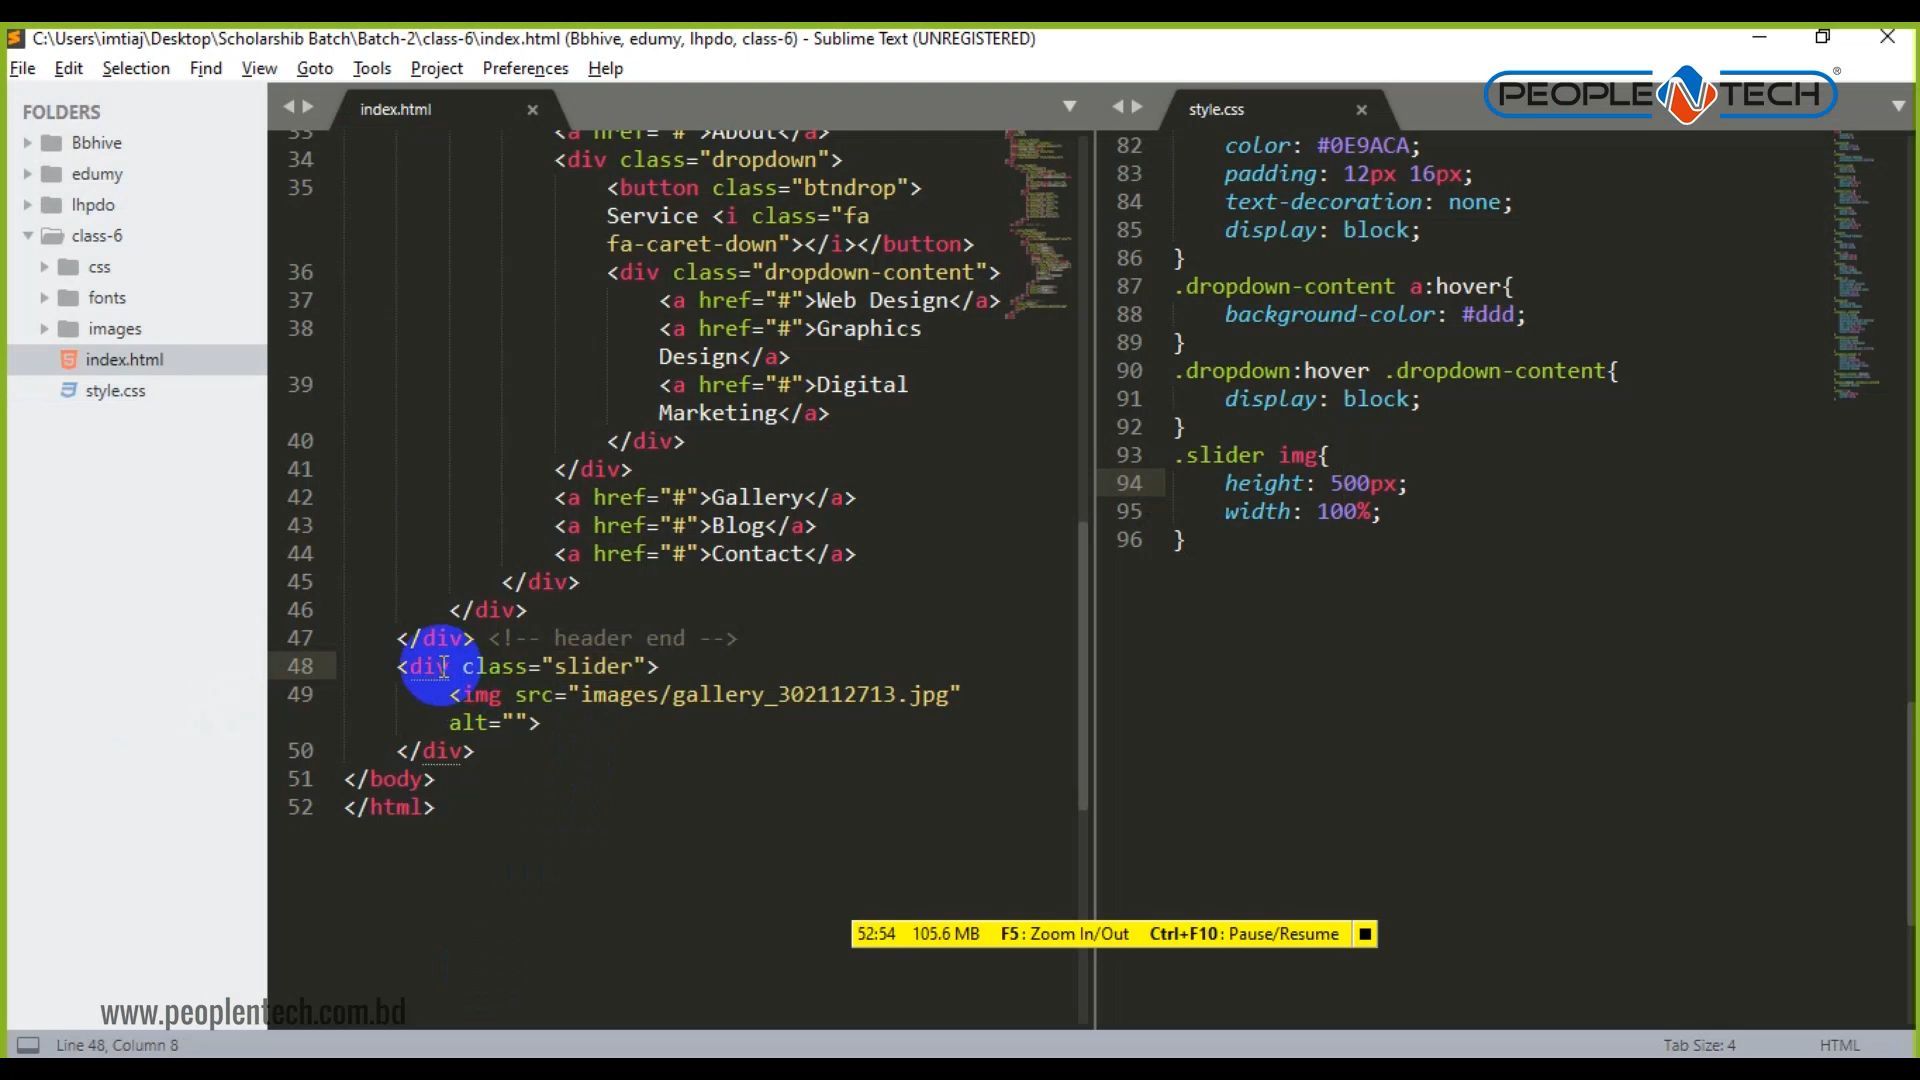 C:\Users\imtiaj\Desktop\Scholarshib Batch\Batch-2\class-6\index.html (Bbhive, edumy, lhpdo, class-6) - Sublime Text (UNREGISTERED)
File Edit Selection Find View Goto Tools Project Preferences Help
PEOPLE N TECH ®
FOLDERS
Bbhive
edumy
lhpdo
class-6
css
fonts
images
index.html
style.css
index.html
33 <a href="#">About</a>
34 <div class="dropdown">
35 <button class="btndrop">
Service <i class="fa
fa-caret-down"></i></button>
36 <div class="dropdown-content">
37 <a href="#">Web Design</a>
38 <a href="#">Graphics
Design</a>
39 <a href="#">Digital
Marketing</a>
40 </div>
41 </div>
42 <a href="#">Gallery</a>
43 <a href="#">Blog</a>
44 <a href="#">Contact</a>
45 </div>
46 </div>
47 </div> <!-- header end -->
48 <div class="slider">
49 <img src="images/gallery_302112713.jpg"
alt="">
50 </div>
51 </body>
52 </html>
style.css
82 color: #0E9ACA;
83 padding: 12px 16px;
84 text-decoration: none;
85 display: block;
86 }
87 .dropdown-content a:hover{
88 background-color: #ddd;
89 }
90 .dropdown:hover .dropdown-content{
91 display: block;
92 }
93 .slider img{
94 height: 500px;
95 width: 100%;
96 }
52:54 105.6 MB F5: Zoom In/Out Ctrl+F10: Pause/Resume
www.peoplentech.com.bd
Line 48, Column 8 Tab Size: 4 HTML